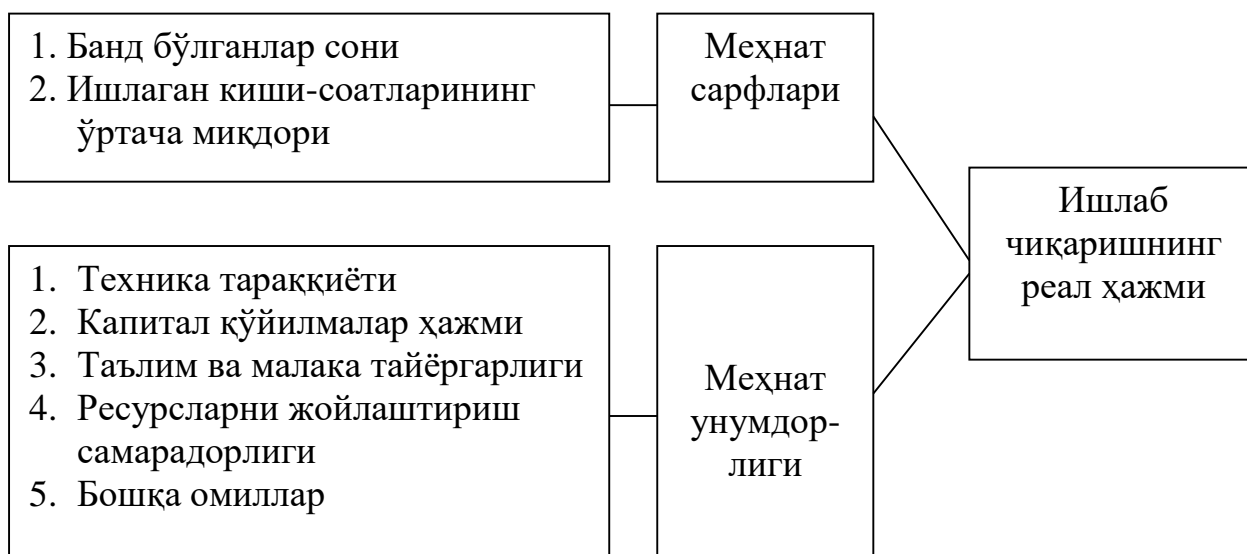 1. Банд бўлганлар сони
2. Ишлаган киши-соатларининг
ўртача миқдори
Меҳнат
сарфлари
1. Техника тараққиёти
2. Капитал қўйилмалар ҳажми
3. Таълим ва малака тайёргарлиги
4. Ресурсларни жойлаштириш
самарадорлиги
5. Бошқа омиллар
Меҳнат
унумдор-
лиги
Ишлаб
чиқаришнинг
реал ҳажми